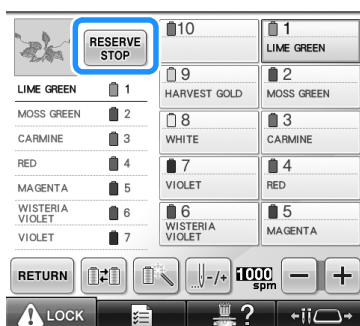 RESERVE
STOP
LIME GREEN 1
MOSS GREEN 2
CARMINE 3
RED 4
MAGENTA 5
WISTERIA
VIOLET 6
VIOLET 7
10
1
LIME GREEN
9
HARVEST GOLD
2
MOSS GREEN
8
WHITE
3
CARMINE
7
VIOLET
4
RED
6
WISTERIA
VIOLET
5
MAGENTA
RETURN
-/+
1000
spm
−
+
LOCK
?